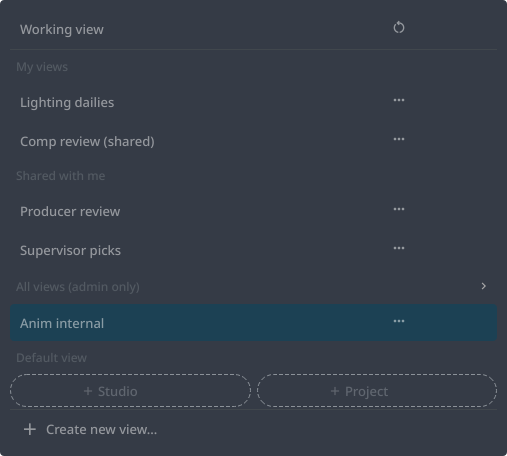 Working view
My views
Lighting dailies
Comp review (shared)
Shared with me
Producer review
Supervisor picks
All views (admin only)
Anim internal
Default view
+ Studio + Project
+ Create new view...